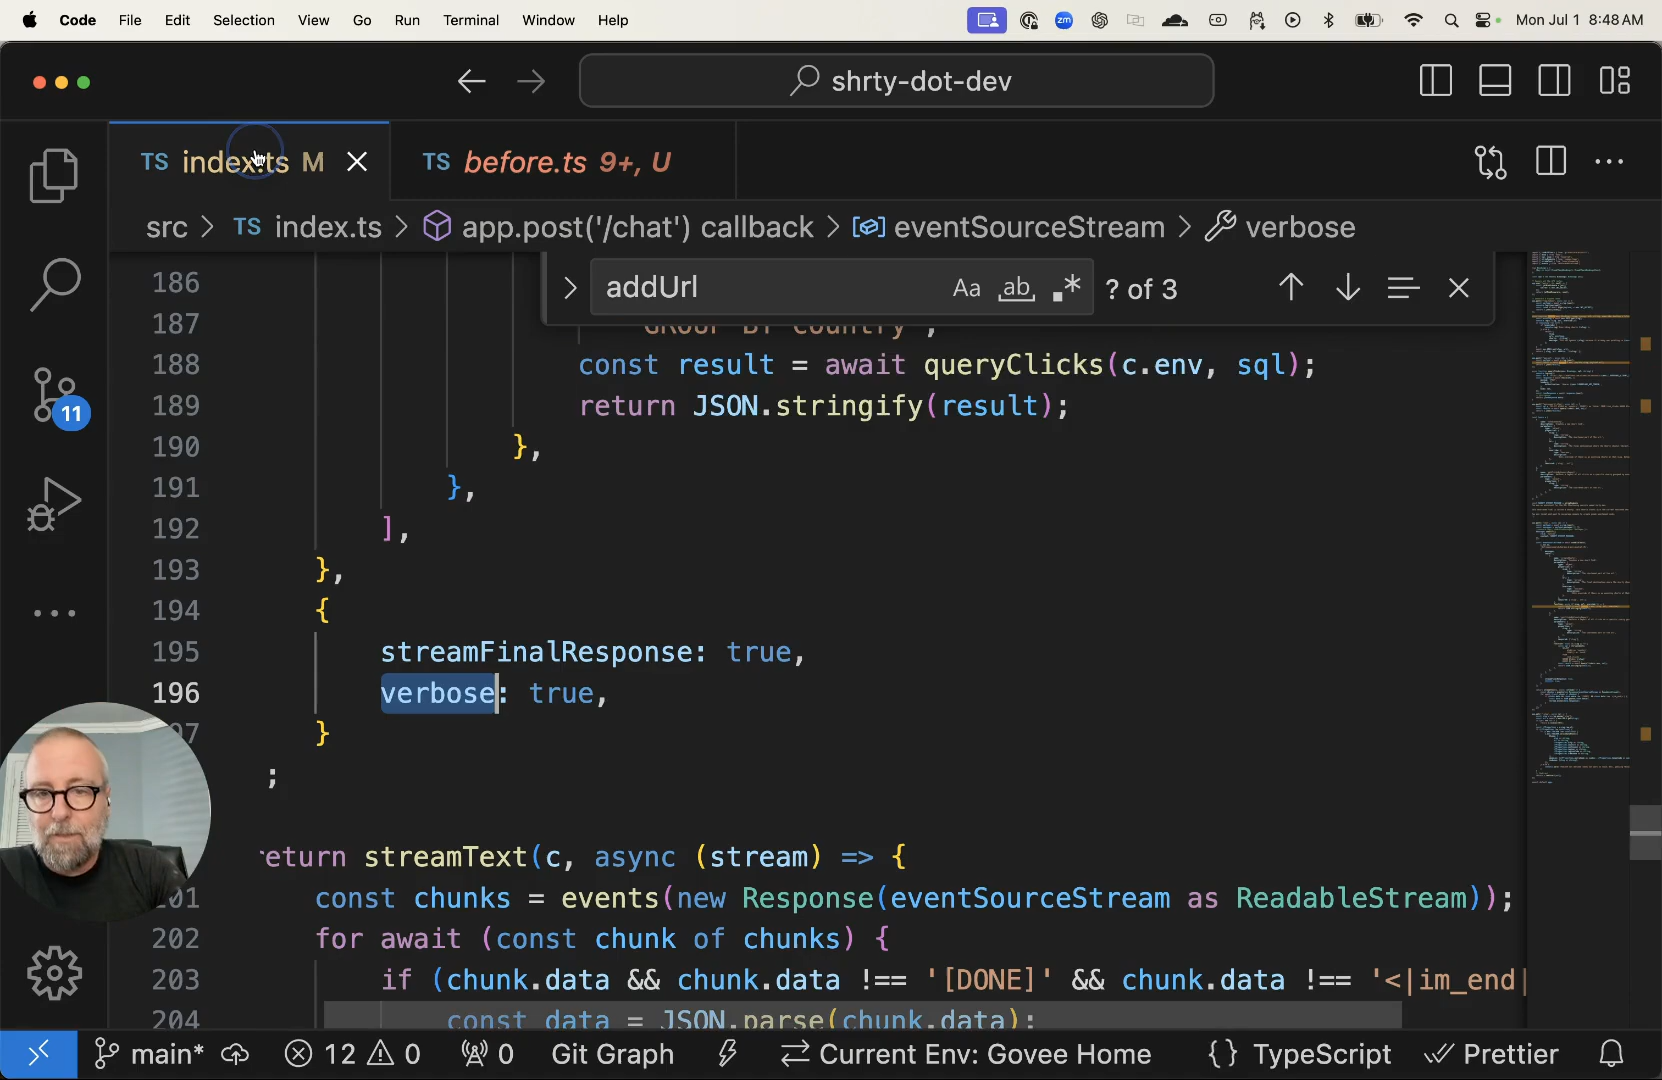 Code File Edit Selection View Go Run Terminal Window Help zm Mon Jul 1 8:48 AM
shrty-dot-dev
TS index.ts M TS before.ts 9+, U
src > TS index.ts > app.post('/chat') callback > eventSourceStream > verbose
addUrl Aa ab .* ? of 3
186
187 GROUP BY country`,
188 const result = await queryClicks(c.env, sql);
189 return JSON.stringify(result);
190 },
191 },
192 ],
193 },
194 {
195 streamFinalResponse: true,
196 verbose: true,
97 }
;
return streamText(c, async (stream) => {
01 const chunks = events(new Response(eventSourceStream as ReadableStream));
202 for await (const chunk of chunks) {
203 if (chunk.data && chunk.data !== '[DONE]' && chunk.data !== '<|im_end|
204 const data = JSON.parse(chunk.data);
11
main* 12 0 0 Git Graph Current Env: Govee Home {} TypeScript Prettier